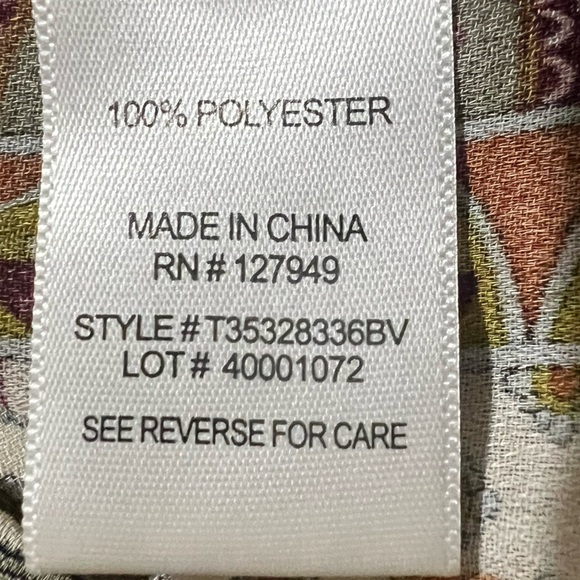 100% POLYESTER
MADE IN CHINA
RN # 127949
STYLE # T35328336BV
LOT # 40001072
SEE REVERSE FOR CARE